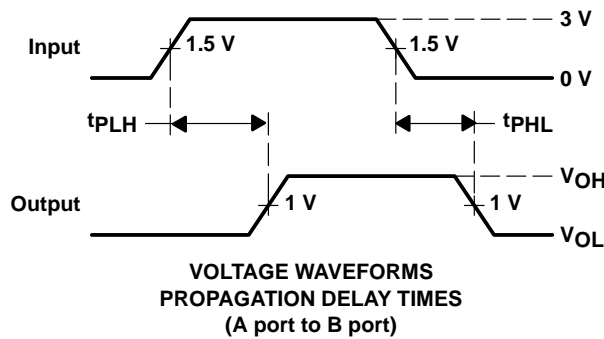 3 V
Input
1.5 V
1.5 V
0 V
tPLH
tPHL
VOH
Output
1 V
1 V
VOL
VOLTAGE WAVEFORMS
PROPAGATION DELAY TIMES
(A port to B port)